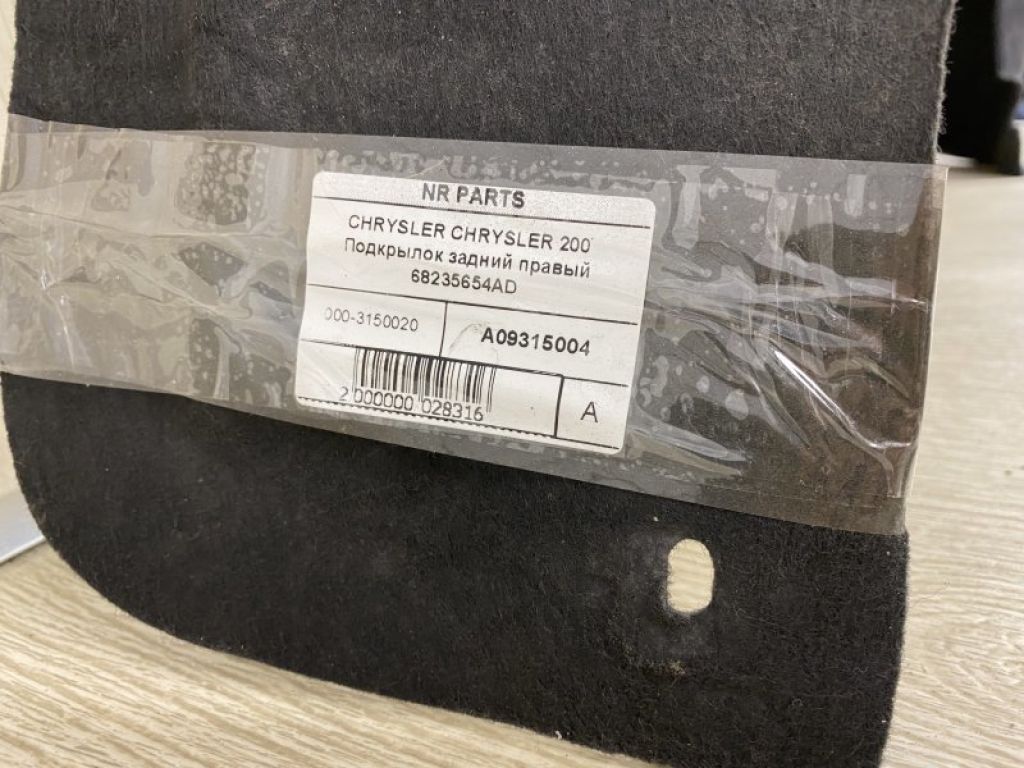 NR PARTS
CHRYSLER CHRYSLER 200
Подкрылок задний правый
68235654AD
000-3150020
A09315004
2 000000 028316
A